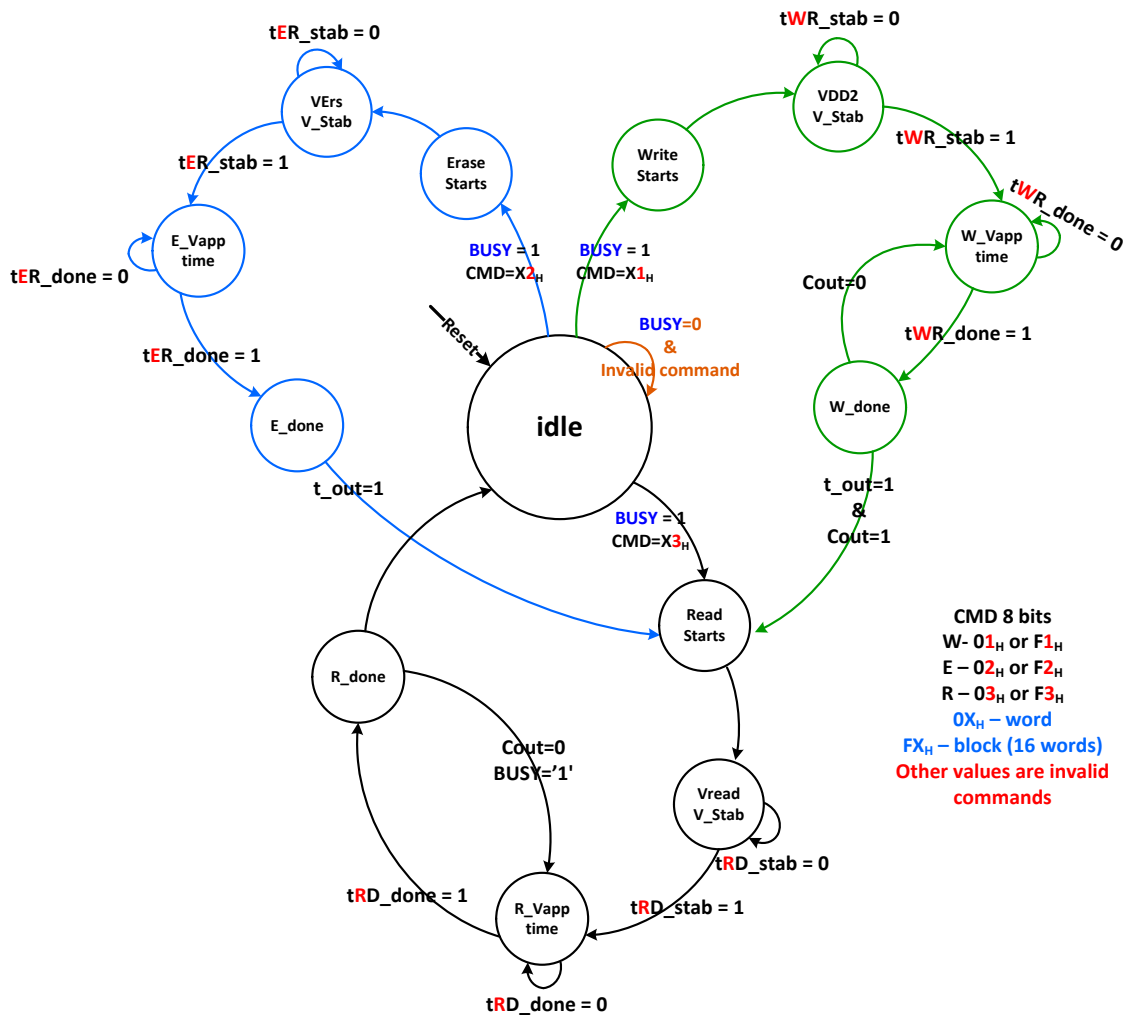 tER_stab = 0
tWR_stab = 0
VErs
V_Stab
VDD2
V_Stab
tER_stab = 1
Erase
Starts
Write
Starts
tWR_stab = 1
E_Vapp
time
tER_done = 0
BUSY = 1
CMD=X2H
BUSY = 1
CMD=X1H
W_Vapp
time
tWR_done = 0
Cout=0
Reset
BUSY=0
&
Invalid command
tER_done = 1
tWR_done = 1
E_done
idle
W_done
t_out=1
BUSY = 1
CMD=X3H
t_out=1
&
Cout=1
Read
Starts
R_done
CMD 8 bits
W- 01H or F1H
E – 02H or F2H
R – 03H or F3H
0XH – word
FXH – block (16 words)
Other values are invalid
commands
Cout=0
BUSY=’1'
Vread
V_Stab
tRD_stab = 0
tRD_done = 1
R_Vapp
time
tRD_stab = 1
tRD_done = 0